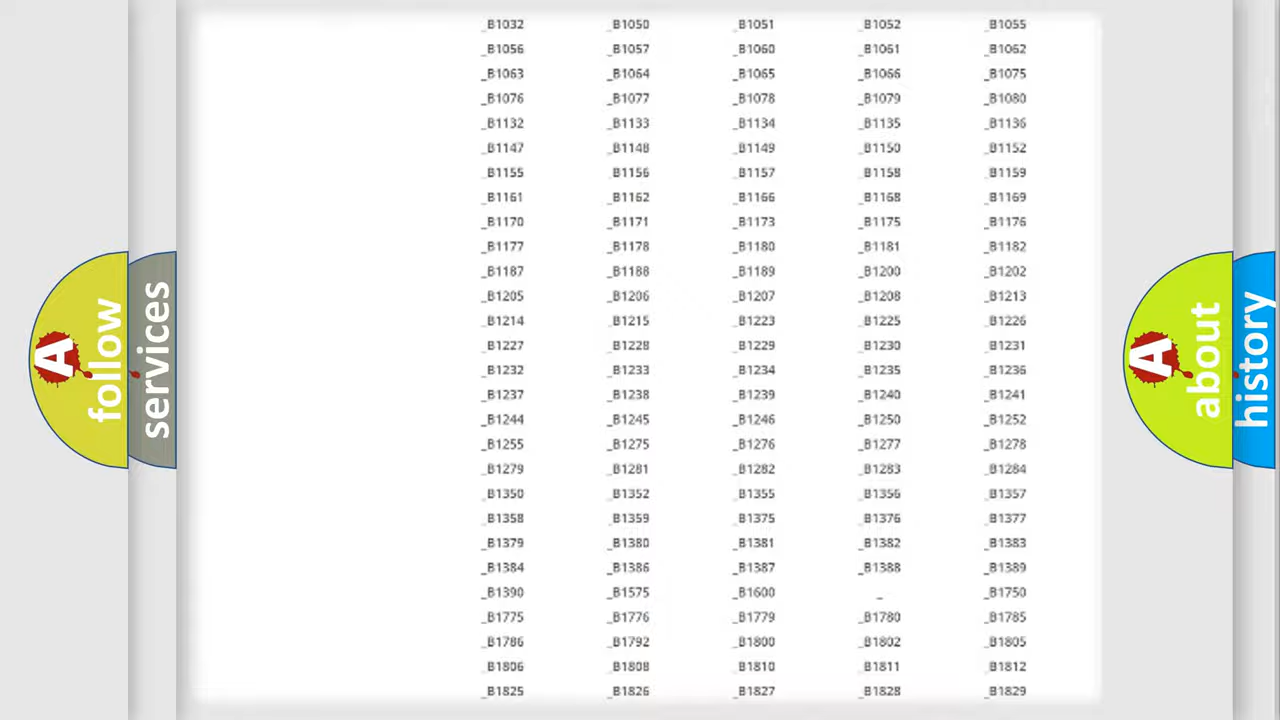 _B1032 _B1050 _B1051 _B1052 _B1055
_B1056 _B1057 _B1060 _B1061 _B1062
_B1063 _B1064 _B1065 _B1066 _B1075
_B1076 _B1077 _B1078 _B1079 _B1080
_B1132 _B1133 _B1134 _B1135 _B1136
_B1147 _B1148 _B1149 _B1150 _B1152
_B1155 _B1156 _B1157 _B1158 _B1159
_B1161 _B1162 _B1166 _B1168 _B1169
_B1170 _B1171 _B1173 _B1175 _B1176
_B1177 _B1178 _B1180 _B1181 _B1182
_B1187 _B1188 _B1189 _B1200 _B1202
_B1205 _B1206 _B1207 _B1208 _B1213
_B1214 _B1215 _B1223 _B1225 _B1226
_B1227 _B1228 _B1229 _B1230 _B1231
_B1232 _B1233 _B1234 _B1235 _B1236
_B1237 _B1238 _B1239 _B1240 _B1241
_B1244 _B1245 _B1246 _B1250 _B1252
_B1255 _B1275 _B1276 _B1277 _B1278
_B1279 _B1281 _B1282 _B1283 _B1284
_B1350 _B1352 _B1355 _B1356 _B1357
_B1358 _B1359 _B1375 _B1376 _B1377
_B1379 _B1380 _B1381 _B1382 _B1383
_B1384 _B1386 _B1387 _B1388 _B1389
_B1390 _B1575 _B1600 _ _B1750
_B1775 _B1776 _B1779 _B1780 _B1785
_B1786 _B1792 _B1800 _B1802 _B1805
_B1806 _B1808 _B1810 _B1811 _B1812
_B1825 _B1826 _B1827 _B1828 _B1829
A
follow
services
A
about
history